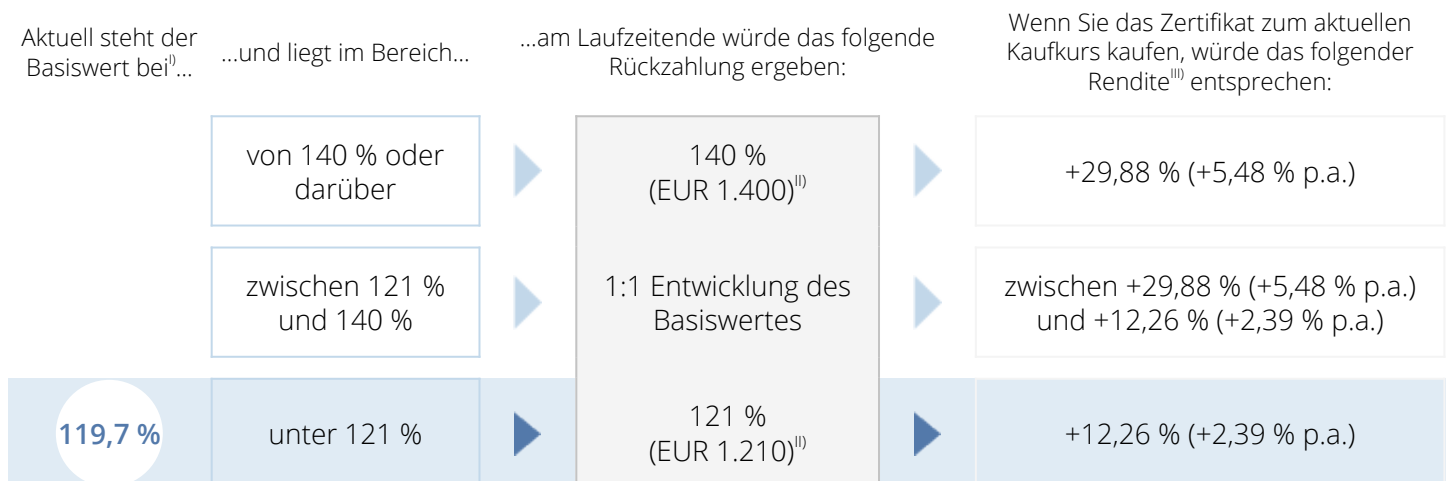 Aktuell steht der
Basiswert bei^I)...
...und liegt im Bereich...
...am Laufzeitende würde das folgende
Rückzahlung ergeben:
Wenn Sie das Zertifikat zum aktuellen
Kaufkurs kaufen, würde das folgender
Rendite^III) entsprechen:
von 140 % oder
darüber
140 %
(EUR 1.400)^II)
+29,88 % (+5,48 % p.a.)
zwischen 121 %
und 140 %
1:1 Entwicklung des
Basiswertes
zwischen +29,88 % (+5,48 % p.a.)
und +12,26 % (+2,39 % p.a.)
119,7 %
unter 121 %
121 %
(EUR 1.210)^II)
+12,26 % (+2,39 % p.a.)